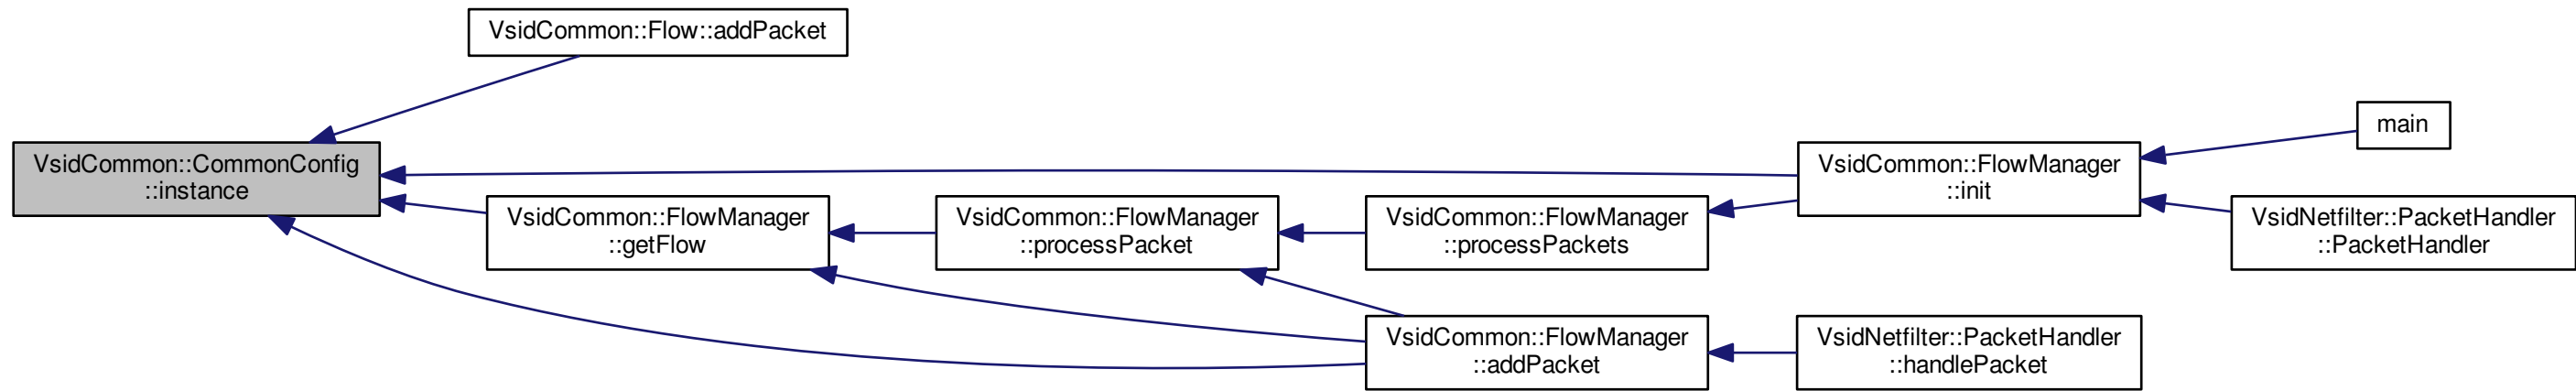 VsidCommon::Flow::addPacket
main
VsidCommon::CommonConfig
::instance
VsidCommon::FlowManager
::init
VsidCommon::FlowManager
::getFlow
VsidCommon::FlowManager
::processPacket
VsidCommon::FlowManager
::processPackets
VsidNetfilter::PacketHandler
::PacketHandler
VsidCommon::FlowManager
::addPacket
VsidNetfilter::PacketHandler
::handlePacket